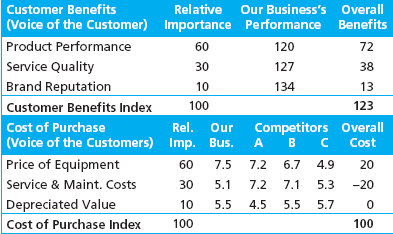 Customer Benefits Relative Our Business's Overall
(Voice of the Customer) Importance Performance Benefits
Product Performance 60 120 72
Service Quality 30 127 38
Brand Reputation 10 134 13
Customer Benefits Index 100 123
Cost of Purchase Rel. Our Competitors Overall
(Voice of the Customers) Imp. Bus. A B C Cost
Price of Equipment 60 7.5 7.2 6.7 4.9 20
Service & Maint. Costs 30 5.1 7.2 7.1 5.3 –20
Depreciated Value 10 5.5 4.5 5.5 5.7 0
Cost of Purchase Index 100 100